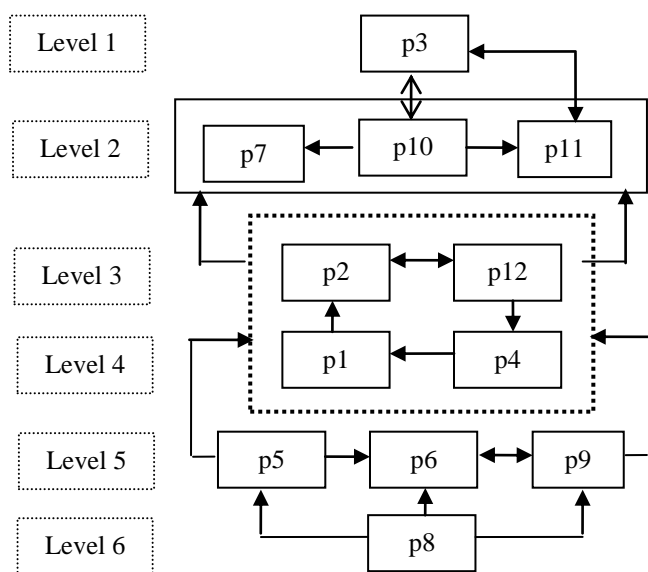 Level 1
p3
Level 2
p7
p10
p11
Level 3
p2
p12
Level 4
p1
p4
Level 5
p5
p6
p9
Level 6
p8